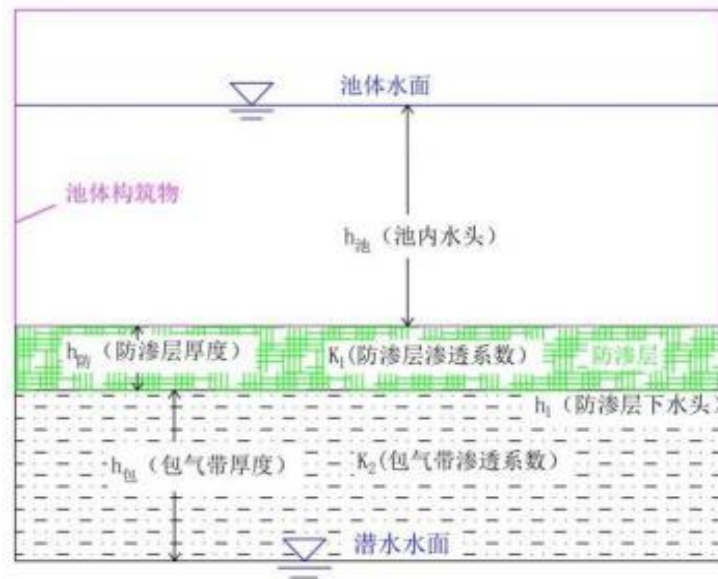 池体水面
池体构筑物
h池（池内水头）
h防（防渗层厚度）
K₁(防渗层渗透系数)
防渗层
h₁（防渗层下水头）
h包（包气带厚度）
K₂(包气带渗透系数)
潜水水面